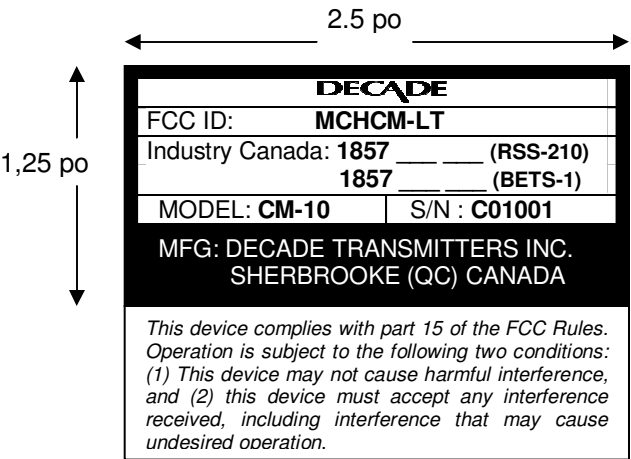 2.5 po
DECADE
FCC ID: MCHCM-LT
1,25 po
Industry Canada: 1857 ___ ___ (RSS-210)
1857 ___ ___ (BETS-1)
MODEL: CM-10 S/N : C01001
MFG: DECADE TRANSMITTERS INC.
SHERBROOKE (QC) CANADA
This device complies with part 15 of the FCC Rules.
Operation is subject to the following two conditions:
(1) This device may not cause harmful interference,
and (2) this device must accept any interference
received, including interference that may cause
undesired operation.